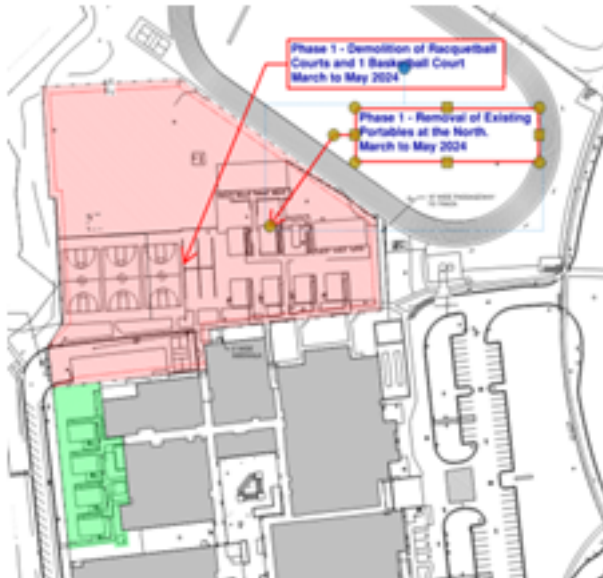 Phase 1 - Demolition of Racquetball
Courts and 1 Basketball Court
March to May 2024
Phase 1 - Removal of Existing
Portables at the North.
March to May 2024